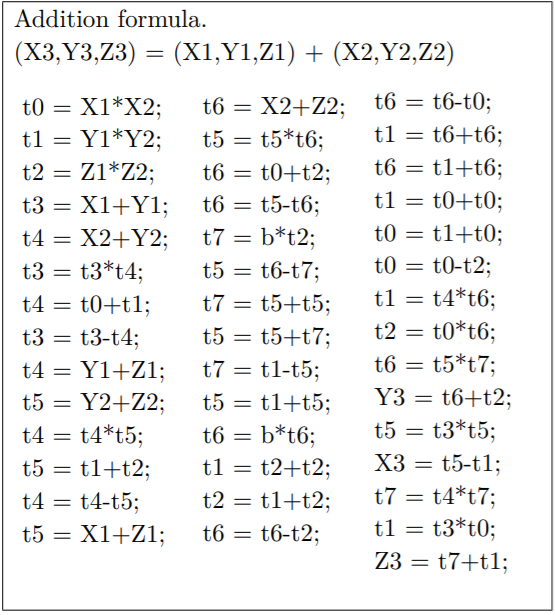 Addition formula.
(X3,Y3,Z3) = (X1,Y1,Z1) + (X2,Y2,Z2)
t0 = X1*X2;
t1 = Y1*Y2;
t2 = Z1*Z2;
t3 = X1+Y1;
t4 = X2+Y2;
t3 = t3*t4;
t4 = t0+t1;
t3 = t3-t4;
t4 = Y1+Z1;
t5 = Y2+Z2;
t4 = t4*t5;
t5 = t1+t2;
t4 = t4-t5;
t5 = X1+Z1;
t6 = X2+Z2;
t5 = t5*t6;
t6 = t0+t2;
t6 = t5-t6;
t7 = b*t2;
t5 = t6-t7;
t7 = t5+t5;
t5 = t5+t7;
t7 = t1-t5;
t5 = t1+t5;
t6 = b*t6;
t1 = t2+t2;
t2 = t1+t2;
t6 = t6-t2;
t6 = t6-t0;
t1 = t6+t6;
t6 = t1+t6;
t1 = t0+t0;
t0 = t1+t0;
t0 = t0-t2;
t1 = t4*t6;
t2 = t0*t6;
t6 = t5*t7;
Y3 = t6+t2;
t5 = t3*t5;
X3 = t5-t1;
t7 = t4*t7;
t1 = t3*t0;
Z3 = t7+t1;